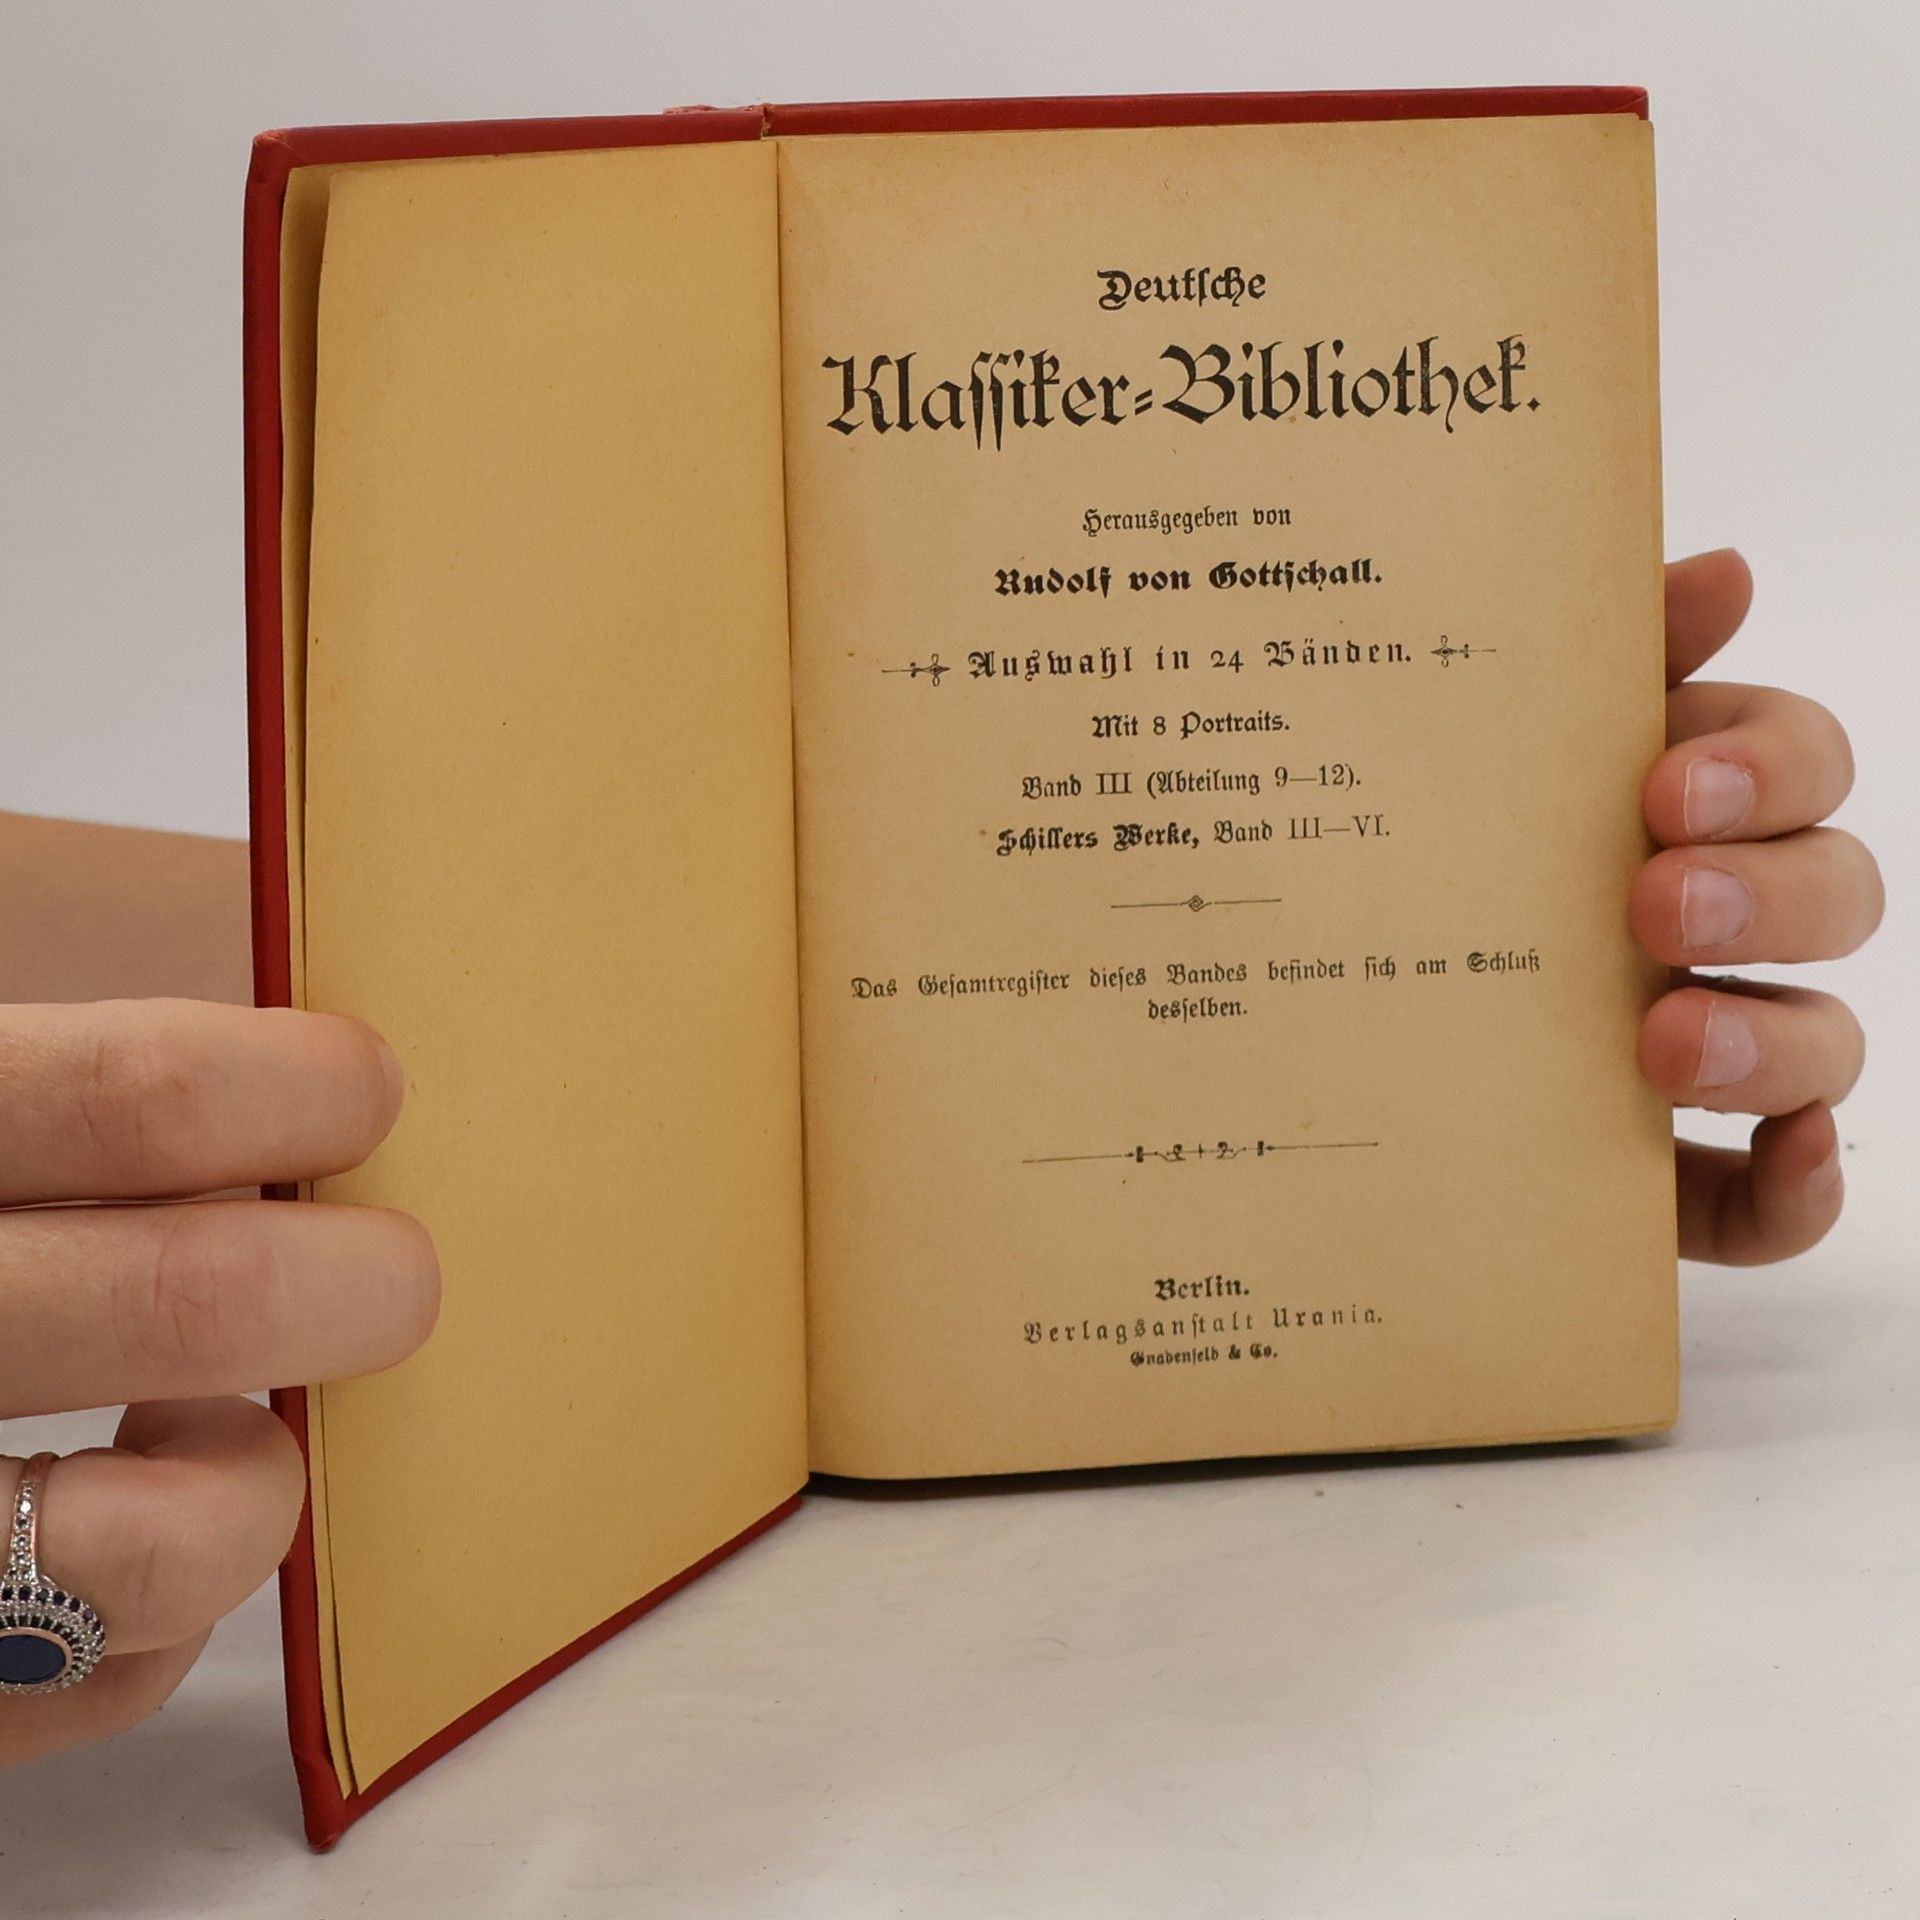 Deutsche
Klassiker-Bibliothek.
Herausgegeben von
Rudolf von Gottschall.
Auswahl in 24 Bänden.
Mit 8 Portraits.
Band III (Abteilung 9—12).
Schillers Werke, Band III—VI.
Das Gesamtregister dieses Bandes befindet sich am Schluß
desselben.
Berlin.
Verlagsanstalt Urania.
Gnadenfeld & Co.